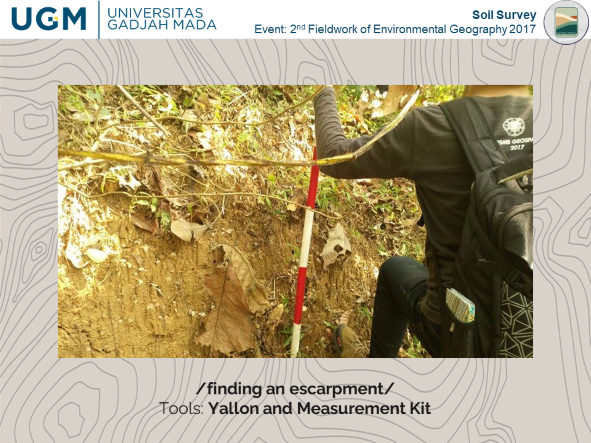 UGM
UNIVERSITAS
GADJAH MADA
Soil Survey
Event: 2nd Fieldwork of Environmental Geography 2017
2017
/finding an escarpment/
Tools: Yallon and Measurement Kit